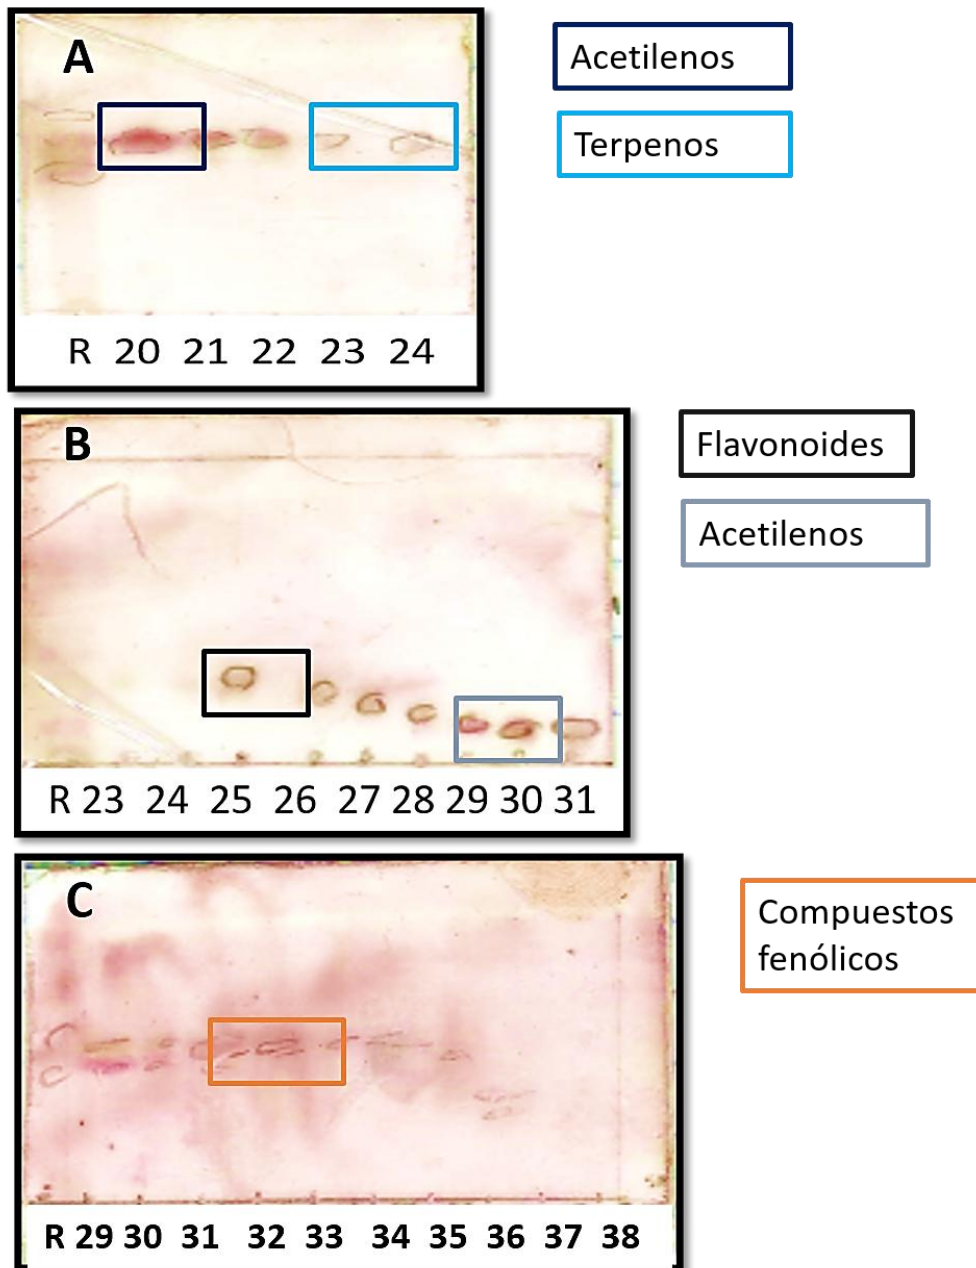 A
Acetilenos
Terpenos
R 20 21 22 23 24
B
Flavonoides
Acetilenos
R 23 24 25 26 27 28 29 30 31
C
Compuestos
fenólicos
R 29 30 31 32 33 34 35 36 37 38